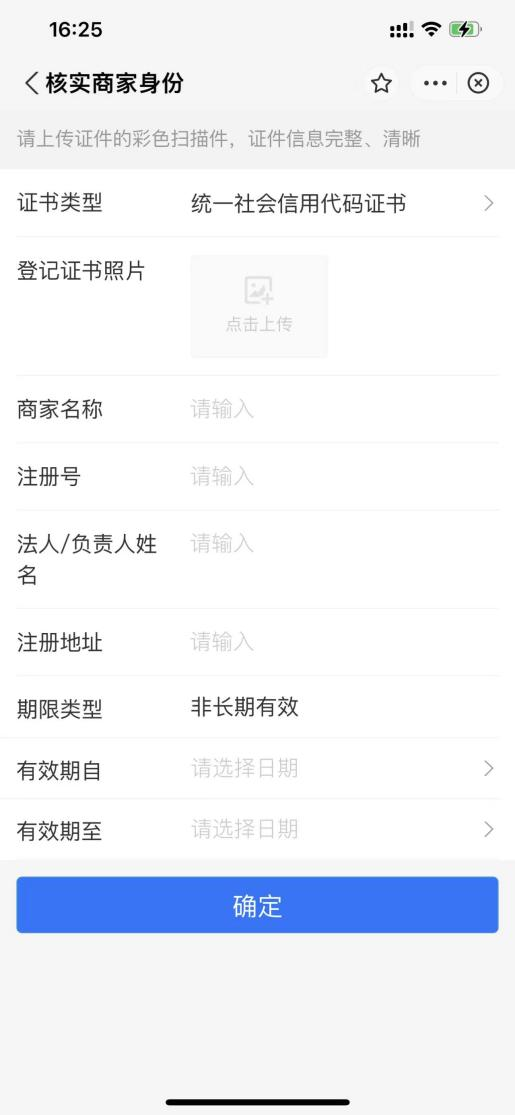 16:25
核实商家身份
请上传证件的彩色扫描件，证件信息完整、清晰
证书类型 统一社会信用代码证书
登记证书照片
点击上传
商家名称 请输入
注册号 请输入
法人/负责人姓 请输入
名
注册地址 请输入
期限类型 非长期有效
有效期自 请选择日期
有效期至 请选择日期
确定